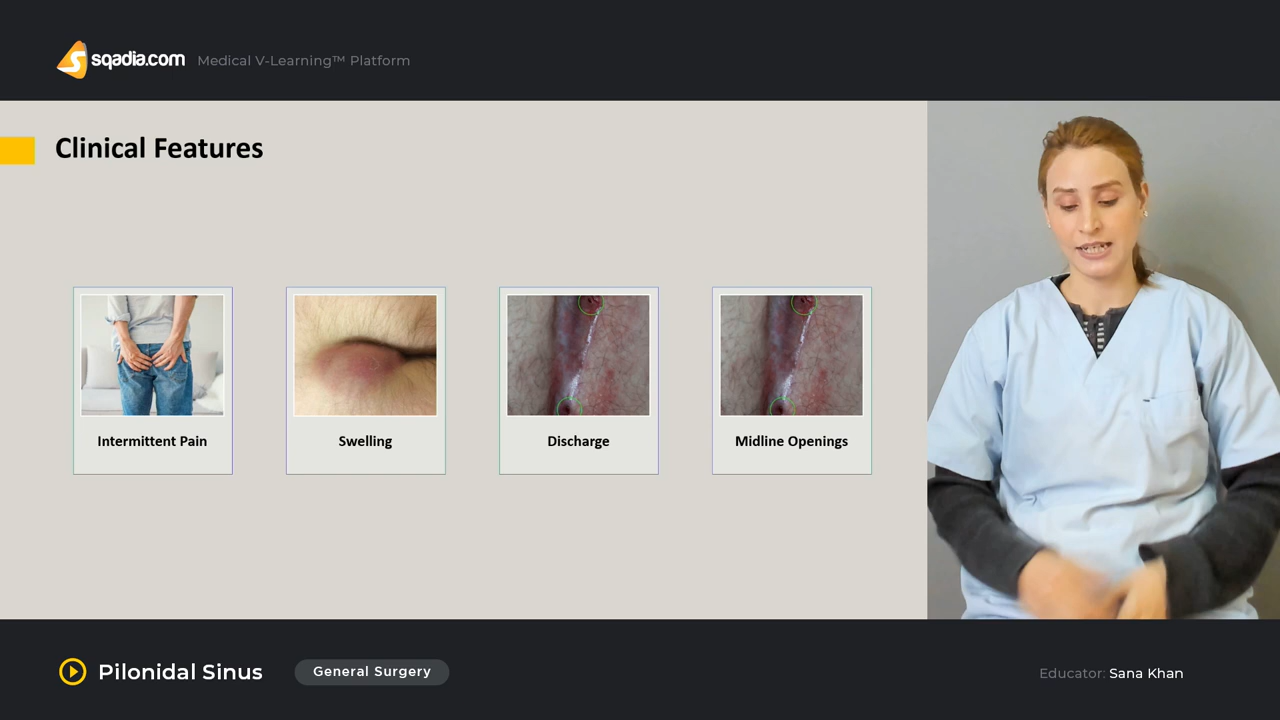 sqadia.com Medical V-Learning™ Platform
Clinical Features
Intermittent Pain
Swelling
Discharge
Midline Openings
Pilonidal Sinus
General Surgery
Educator: Sana Khan